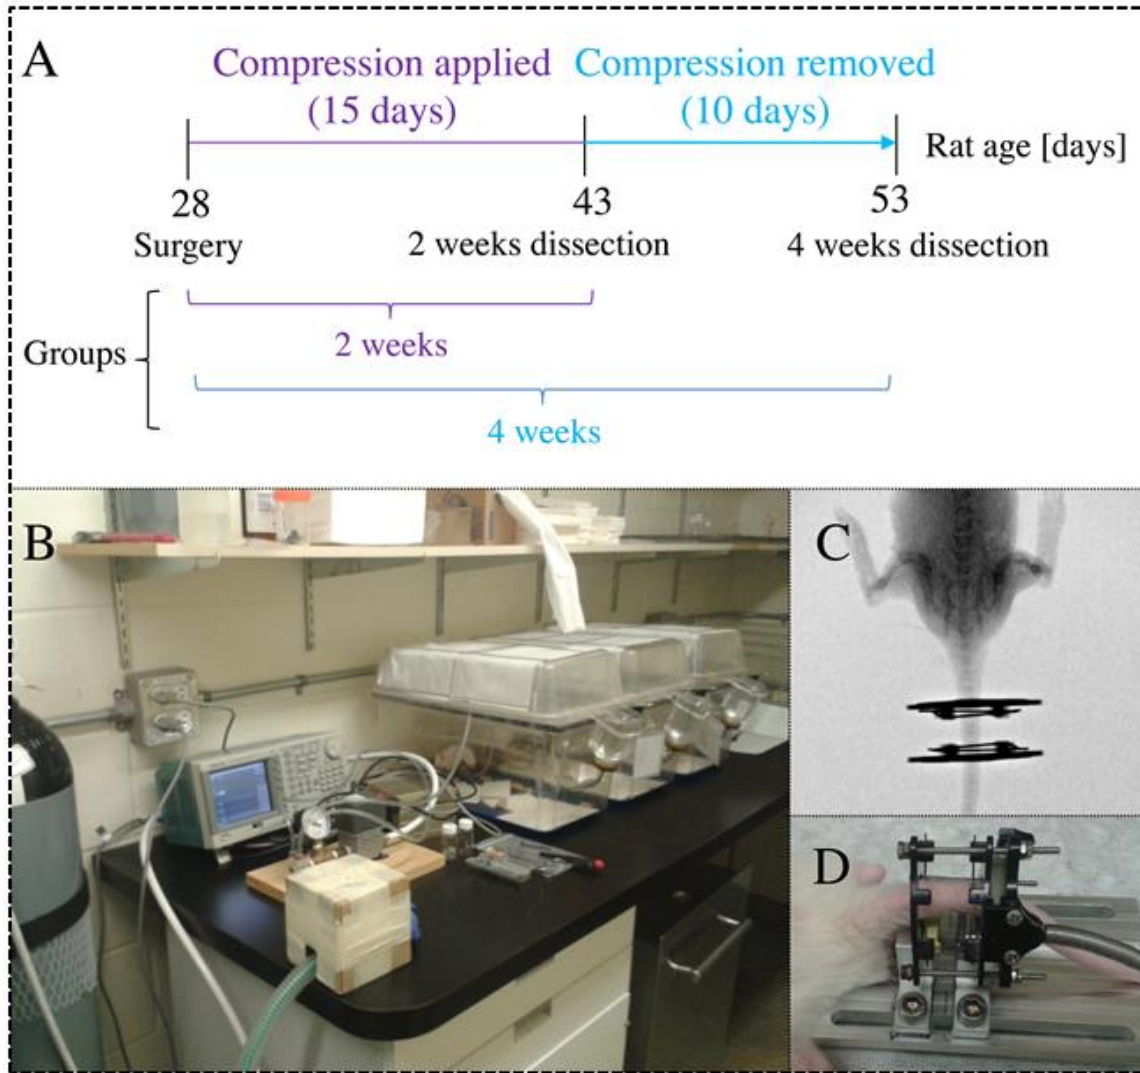 A
Compression applied
(15 days)
Compression removed
(10 days)
Rat age [days]
28
43
53
Surgery
2 weeks dissection
4 weeks dissection
Groups
2 weeks
4 weeks
B
C
D